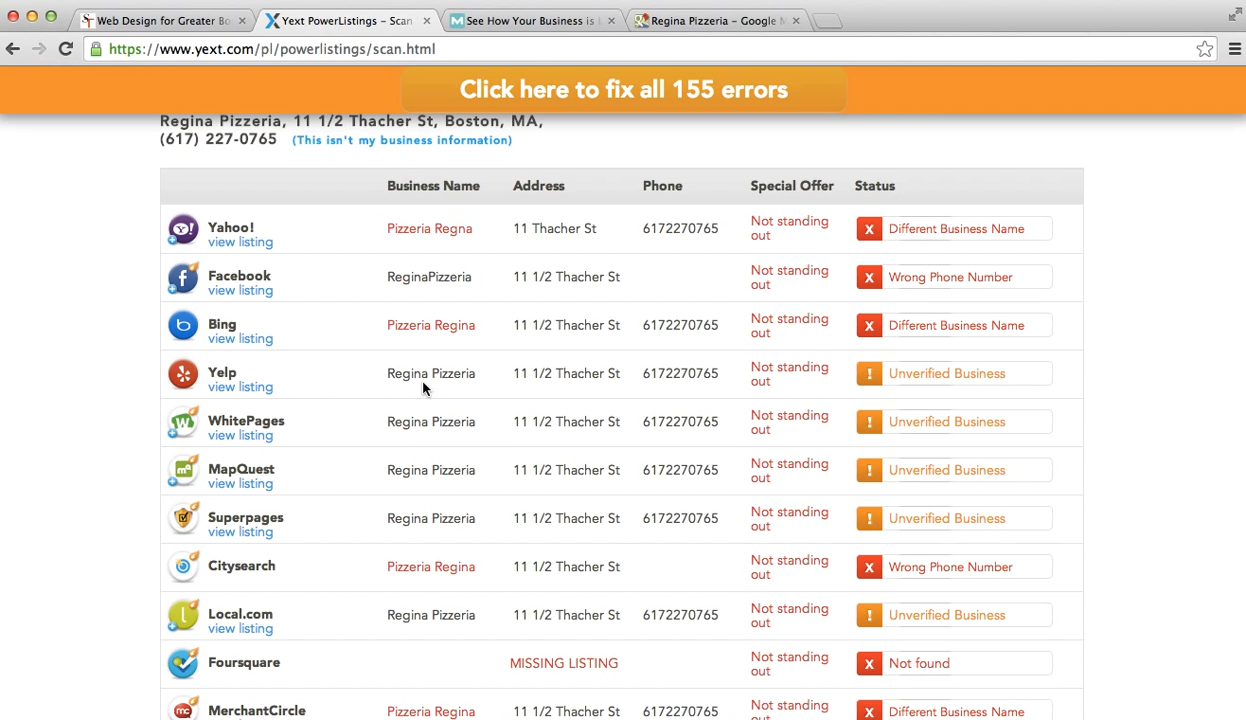 Web Design for Greater Bo
Yext PowerListings – Scan
See How Your Business is
Regina Pizzeria – Google M
https://www.yext.com/pl/powerlistings/scan.html
Click here to fix all 155 errors
Regina Pizzeria, 11 1/2 Thacher St, Boston, MA,
(617) 227-0765 (This isn't my business information)
Business Name Address Phone Special Offer Status
Yahoo! Pizzeria Regna 11 Thacher St 6172270765 Not standing out X Different Business Name
view listing
Facebook ReginaPizzeria 11 1/2 Thacher St Not standing out X Wrong Phone Number
view listing
Bing Pizzeria Regina 11 1/2 Thacher St 6172270765 Not standing out X Different Business Name
view listing
Yelp Regina Pizzeria 11 1/2 Thacher St 6172270765 Not standing out ! Unverified Business
view listing
WhitePages Regina Pizzeria 11 1/2 Thacher St 6172270765 Not standing out ! Unverified Business
view listing
MapQuest Regina Pizzeria 11 1/2 Thacher St 6172270765 Not standing out ! Unverified Business
view listing
Superpages Regina Pizzeria 11 1/2 Thacher St 6172270765 Not standing out ! Unverified Business
view listing
Citysearch Pizzeria Regina 11 1/2 Thacher St Not standing out X Wrong Phone Number
Local.com Regina Pizzeria 11 1/2 Thacher St 6172270765 Not standing out ! Unverified Business
view listing
Foursquare MISSING LISTING Not standing out X Not found
MerchantCircle Pizzeria Regina 11 1/2 Thacher St 6172270765 Not standing X Different Business Name